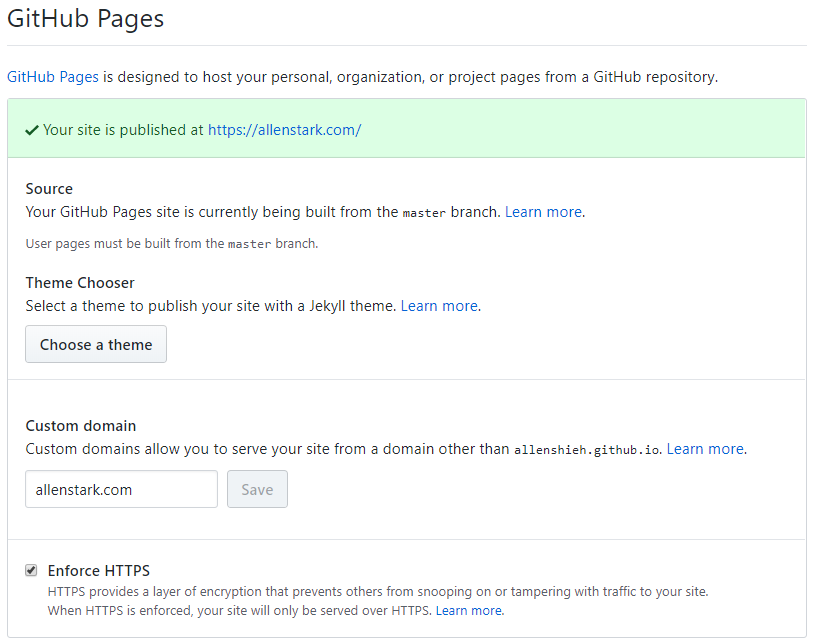 GitHub Pages
GitHub Pages is designed to host your personal, organization, or project pages from a GitHub repository.
Your site is published at https://allenstark.com/
Source
Your GitHub Pages site is currently being built from the master branch. Learn more.
User pages must be built from the master branch.
Theme Chooser
Select a theme to publish your site with a Jekyll theme. Learn more.
Choose a theme
Custom domain
Custom domains allow you to serve your site from a domain other than allenshieh.github.io. Learn more.
allenstark.com Save
Enforce HTTPS
HTTPS provides a layer of encryption that prevents others from snooping on or tampering with traffic to your site.
When HTTPS is enforced, your site will only be served over HTTPS. Learn more.